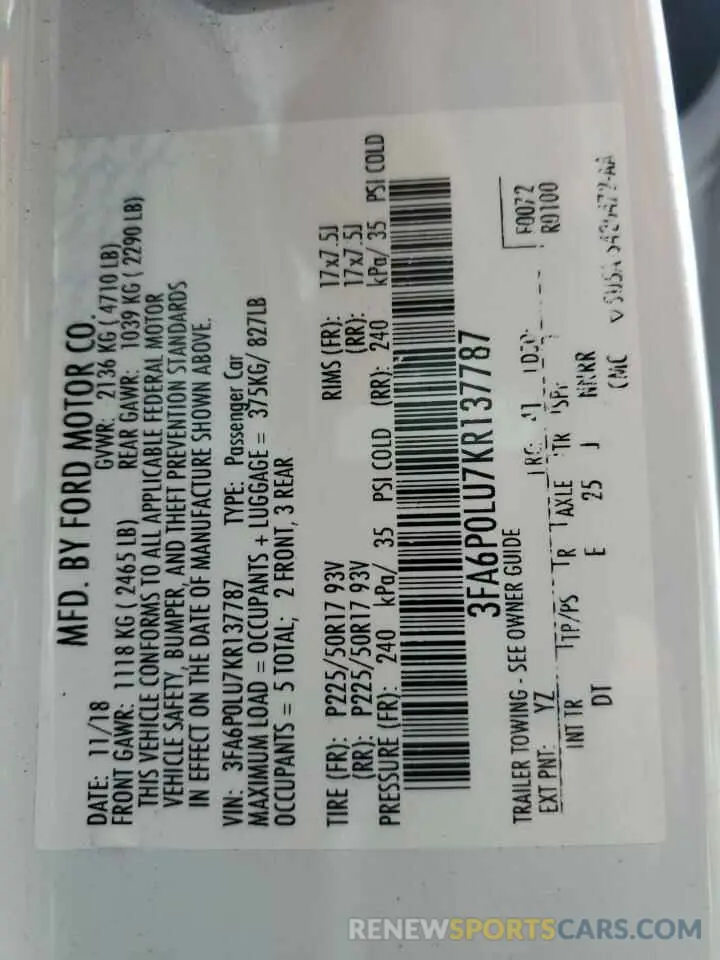 MFD. BY FORD MOTOR CO.
DATE: 11/18 GVWR: 2136 KG ( 4710 LB)
FRONT GAWR: 1118 KG ( 2465 LB) REAR GAWR: 1039 KG ( 2290 LB)
THIS VEHICLE CONFORMS TO ALL APPLICABLE FEDERAL MOTOR
VEHICLE SAFETY, BUMPER, AND THEFT PREVENTION STANDARDS
IN EFFECT ON THE DATE OF MANUFACTURE SHOWN ABOVE.
VIN: 3FA6P0LU7KR137787 TYPE: Passenger Car
MAXIMUM LOAD = OCCUPANTS + LUGGAGE = 375KG/ 827LB
OCCUPANTS = 5 TOTAL; 2 FRONT, 3 REAR
TIRE (FR): P225/50R17 93V RIMS (FR): 17x7.5J
(RR): P225/50R17 93V (RR): 17x7.5J
PRESSURE (FR): 240 kPa/ 35 PSI COLD (RR): 240 kPa/ 35 PSI COLD
3FA6P0LU7KR137787
F0072
R0100
TRAILER TOWING - SEE OWNER GUIDE
EXT PNT: YZ
INT TR TP/PS R AXLE TR SPR
DT E 25 J NNRR
CMC
RENEWSPORTSCARS.COM